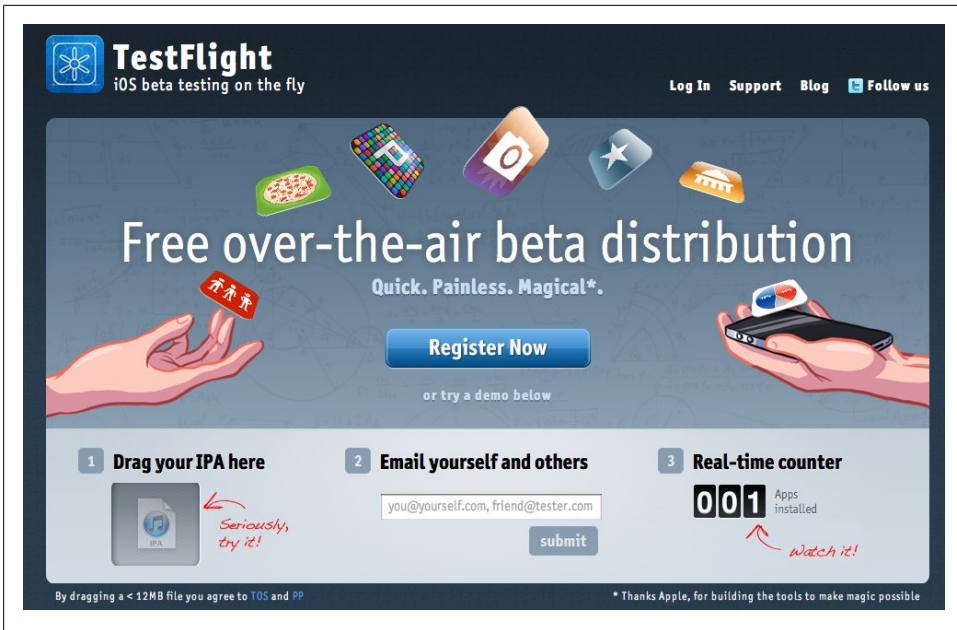 TestFlight
iOS beta testing on the fly
Log In Support Blog Follow us
Free over-the-air beta distribution
Quick. Painless. Magical*.
Register Now
or try a demo below
1 Drag your IPA here
IPA
Seriously,
try it!
2 Email yourself and others
you@yourself.com, friend@tester.com
submit
3 Real-time counter
001 Apps
installed
Watch it!
By dragging a < 12MB file you agree to TOS and PP
* Thanks Apple, for building the tools to make magic possible